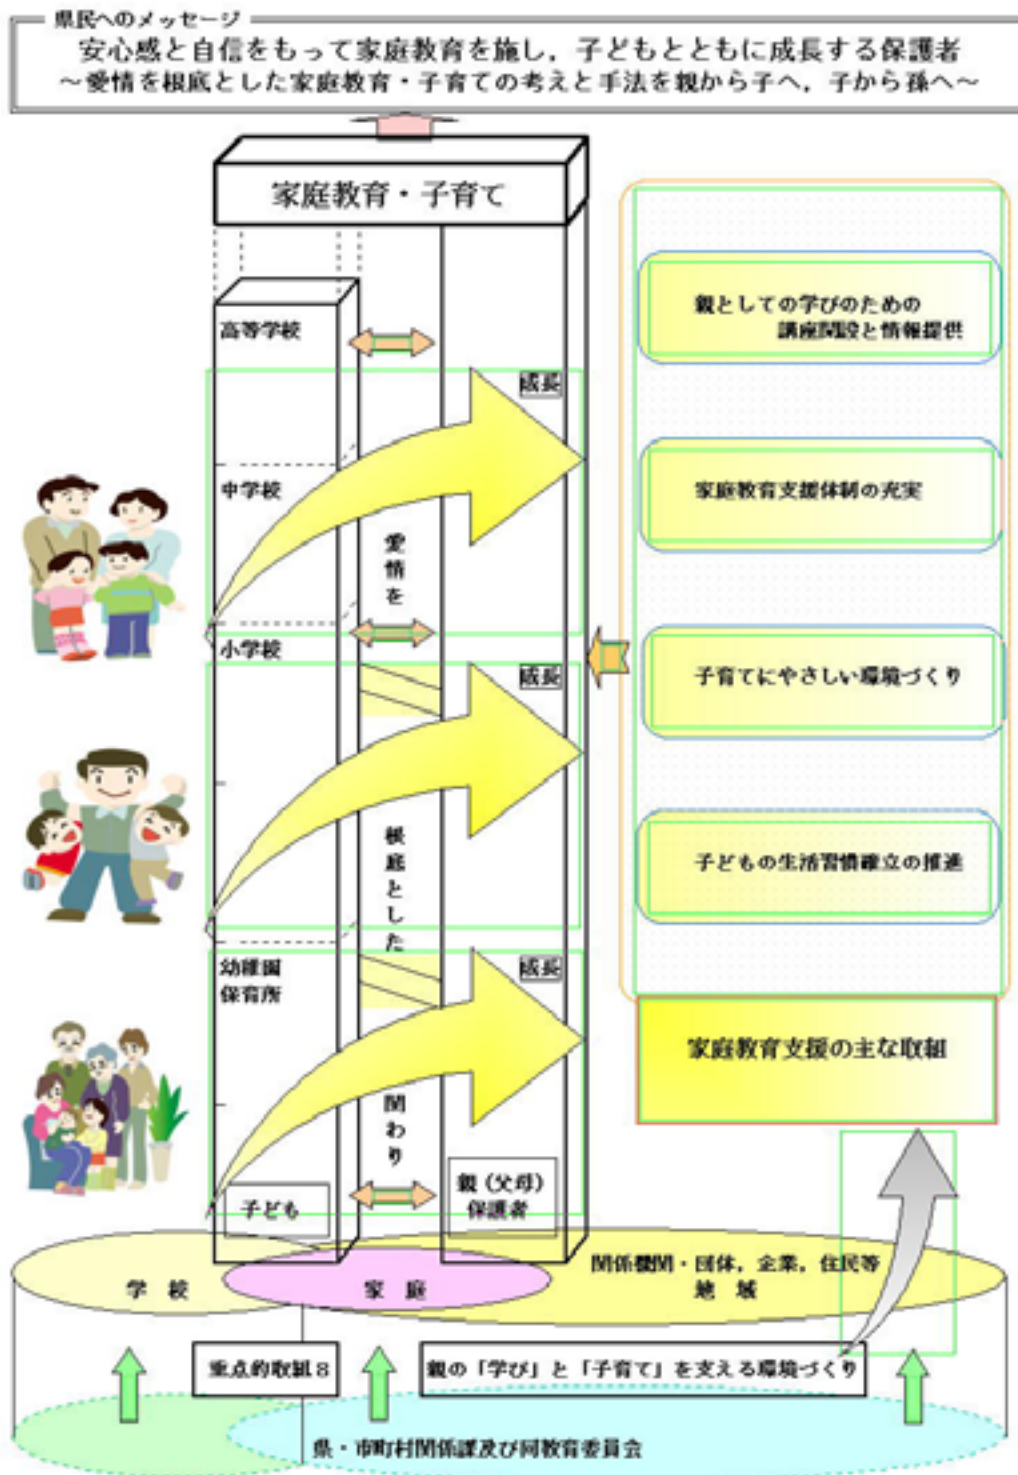 県民へのメッセージ
安心感と自信をもって家庭教育を施し，子どもとともに成長する保護者
～愛情を根底とした家庭教育・子育ての考えと手法を親から子へ，子から孫へ～
家庭教育・子育て
高等学校
成長
中学校
愛情を
小学校
成長
根底とした
幼稚園
保育所
成長
関わり
子ども
親（父母）
保護者
親としての学びのための
講座開設と情報提供
家庭教育支援体制の充実
子育てにやさしい環境づくり
子どもの生活習慣確立の推進
家庭教育支援の主な取組
学　校
家　庭
関係機関・団体，企業，住民等
地　域
重点的取組８
親の「学び」と「子育て」を支える環境づくり
県・市町村関係課及び同教育委員会